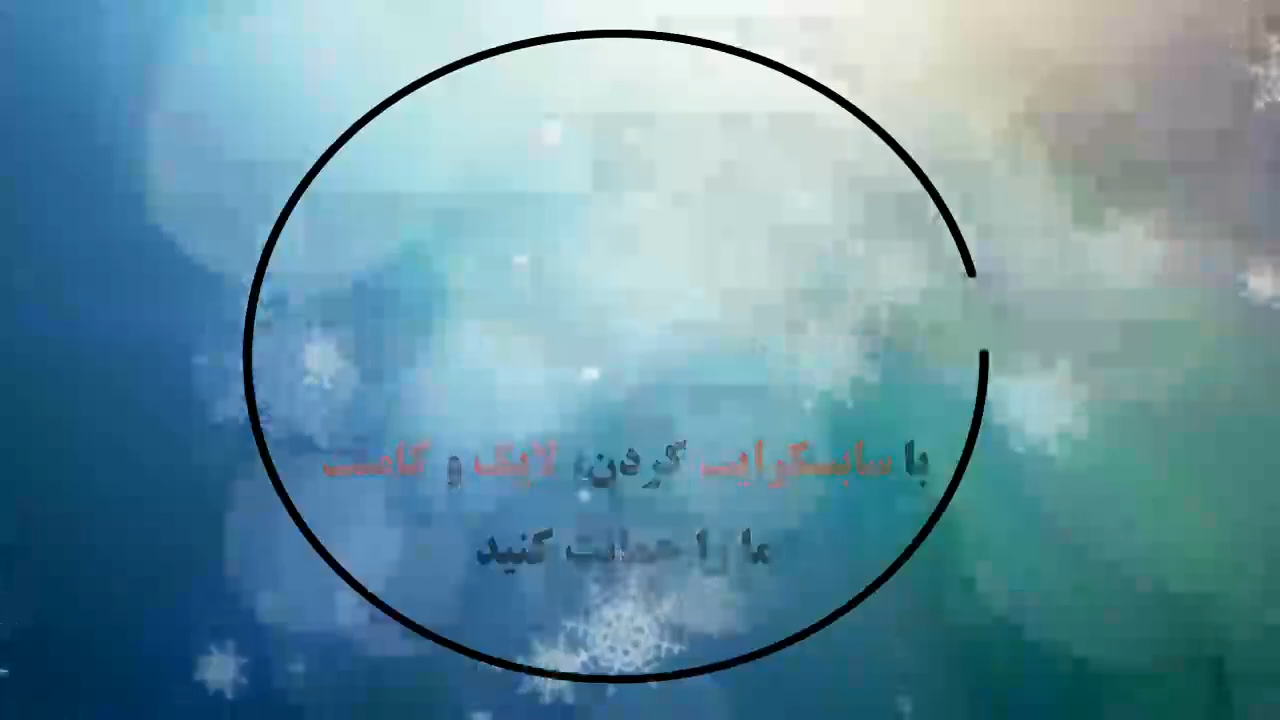 با سابسکرایب کردن، لایک و کامنت
ما را حمایت کنید